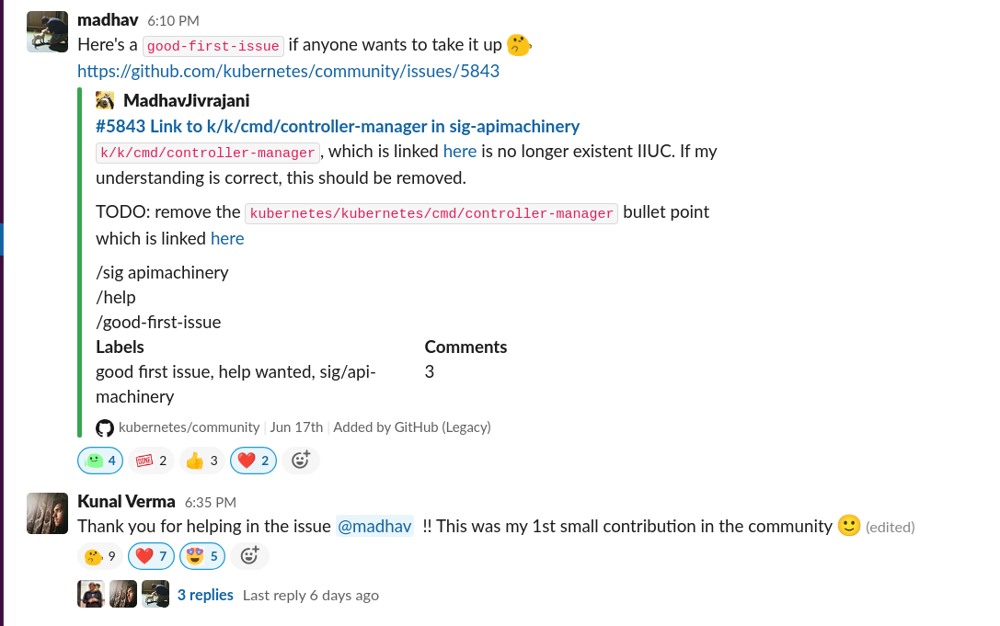 madhav 6:10 PM
Here's a good-first-issue if anyone wants to take it up
https://github.com/kubernetes/community/issues/5843
MadhavJivrajani
#5843 Link to k/k/cmd/controller-manager in sig-apimachinery
k/k/cmd/controller-manager, which is linked here is no longer existent IIUC. If my
understanding is correct, this should be removed.
TODO: remove the kubernetes/kubernetes/cmd/controller-manager bullet point
which is linked here
/sig apimachinery
/help
/good-first-issue
Labels Comments
good first issue, help wanted, sig/api- 3
machinery
kubernetes/community | Jun 17th | Added by GitHub (Legacy)
4 DONE 2 3 2
Kunal Verma 6:35 PM
Thank you for helping in the issue @madhav !! This was my 1st small contribution in the community 🙂 (edited)
9 7 5
3 replies Last reply 6 days ago